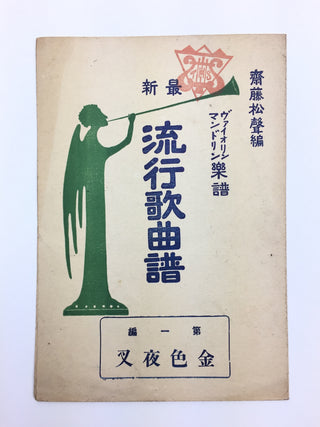 齋藤松聲編
ヴァイオリン
マンドリン樂譜
最新
流行歌曲譜
第一編
金色夜叉